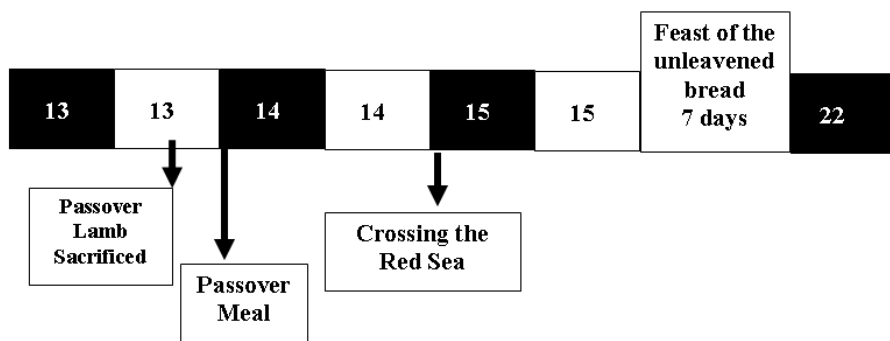 Feast of the
unleavened
bread
7 days
13
13
14
14
15
15
22
Passover
Lamb
Sacrificed
Passover
Meal
Crossing the
Red Sea